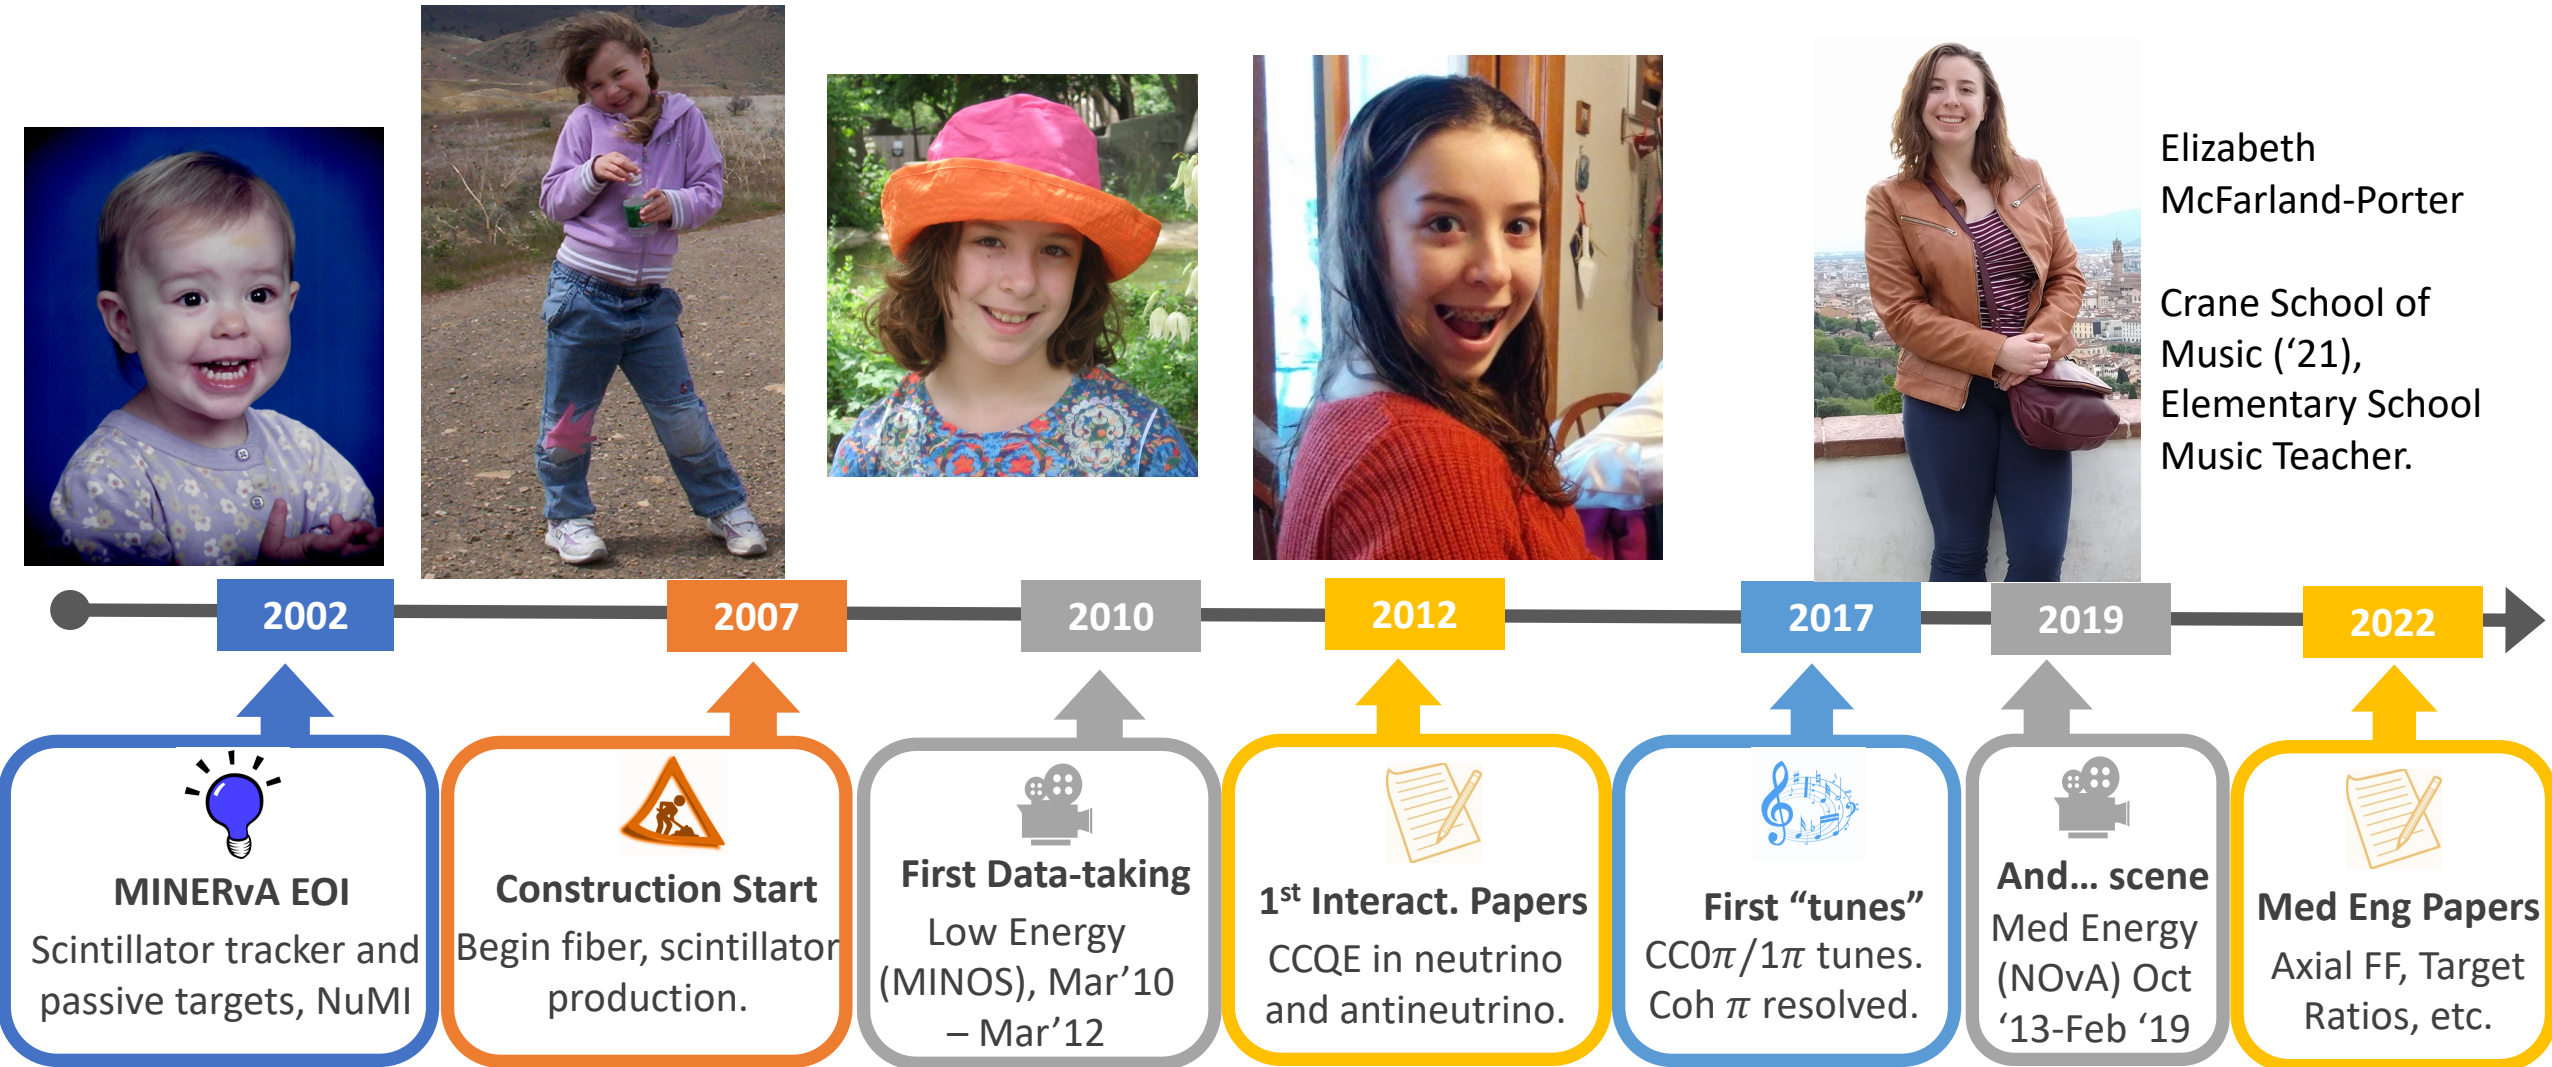 Elizabeth
McFarland-Porter
Crane School of
Music (‘21),
Elementary School
Music Teacher.
2002
2007
2010
2012
2017
2019
2022
MINERvA EOI
Scintillator tracker and
passive targets, NuMI
Construction Start
Begin fiber, scintillator
production.
First Data-taking
Low Energy
(MINOS), Mar’10
– Mar’12
1st Interact. Papers
CCQE in neutrino
and antineutrino.
First “tunes”
CC0𝜋/1𝜋 tunes.
Coh 𝜋 resolved.
And… scene
Med Energy
(NOvA) Oct
‘13-Feb ‘19
Med Eng Papers
Axial FF, Target
Ratios, etc.